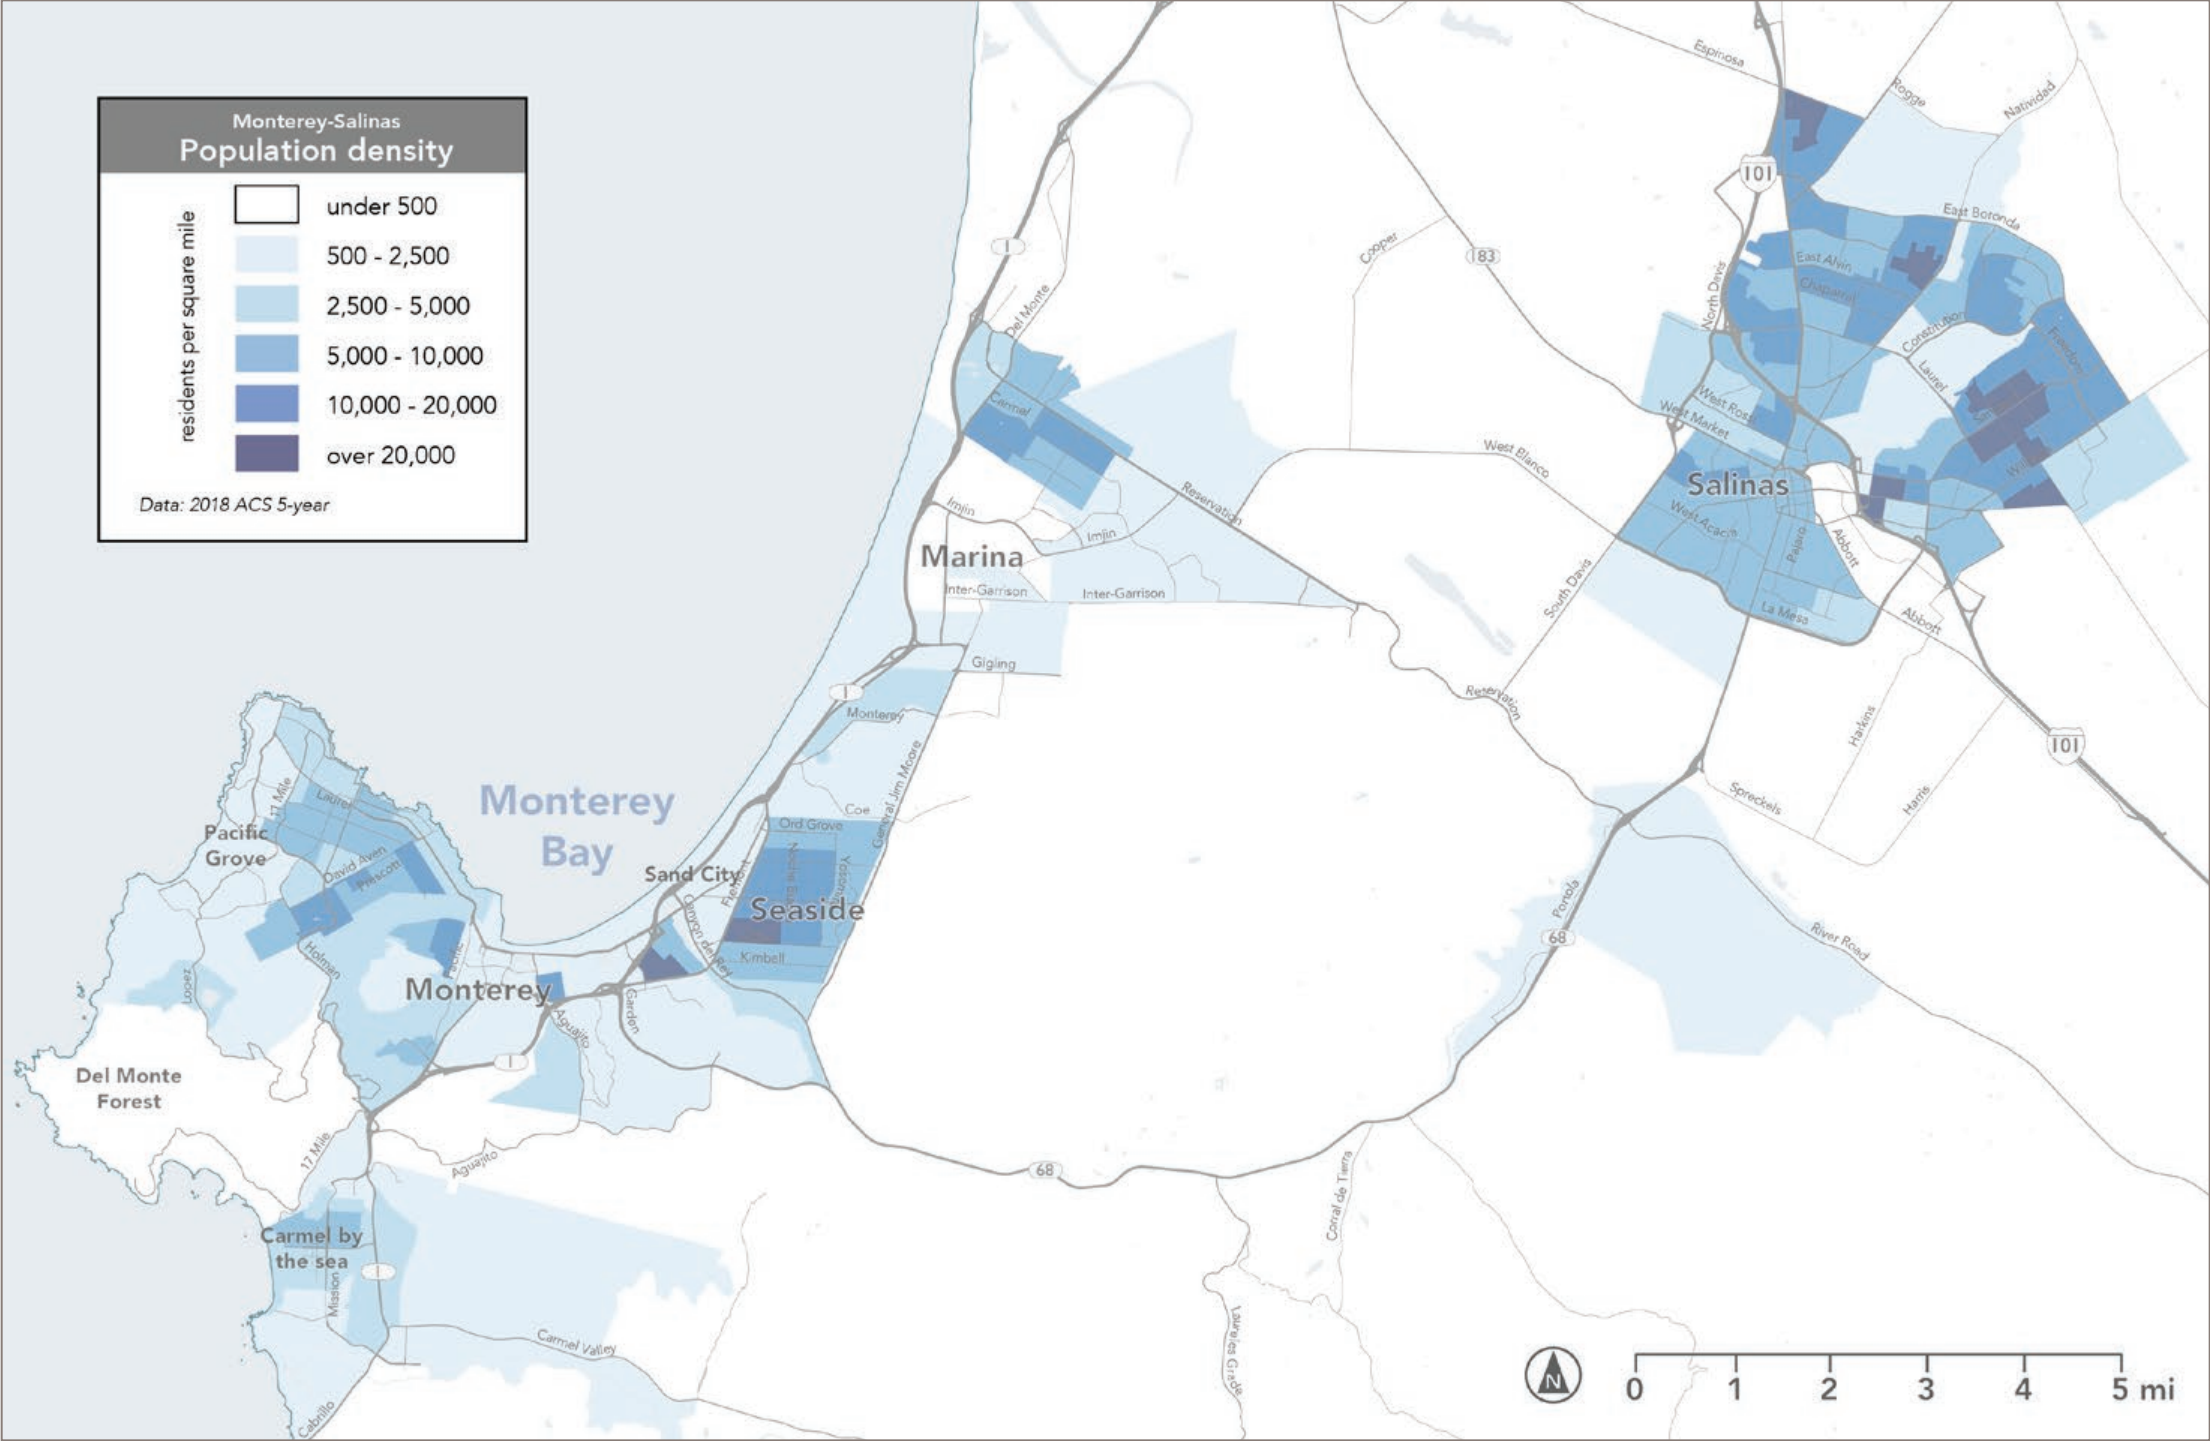 Monterey-Salinas
Population density
residents per square mile
under 500
500 - 2,500
2,500 - 5,000
5,000 - 10,000
10,000 - 20,000
over 20,000
Data: 2018 ACS 5-year
Espinosa
Rogge
Natividad
101
East Boronda
1
Cooper
183
East Alvin
North Davis
Chaparral
Del Monte
Constitution
Freedom
Laurel
Carmel
West Rossi
West Market
West Blanco
Salinas
Reservation
Imjin
Imjin
West Acacia
Pajaro
Abbott
Marina
Inter-Garrison
Inter-Garrison
South Davis
La Mesa
Abbott
Gigling
1
Reservation
Monterey
Harkins
101
General Jim Moore
Spreckels
Harris
17 Mile
Laurel
Monterey
Bay
Coe
Ord Grove
Pacific
Grove
David Aven
Prescott
Sand City
Fremont
Noche Bue
Yosemi
Seaside
Portola
68
River Road
Canyon del Rey
Kimball
Holman
Pacific
Lopez
Monterey
Gardon
Aguajito
1
Del Monte
Forest
17 Mile
Aguajito
68
Corral de Tierra
Carmel by
the sea
1
Mission
Carmel Valley
Laureles Grade
Cabrillo
N
0 1 2 3 4 5 mi